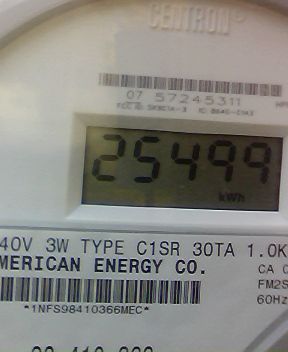 CENTRON
07 57245311
25499
kWh
40V 3W TYPE C1SR 30TA 1.0K
MERICAN ENERGY CO.
CA 0
FM2S
60Hz
*1NFS98410366MEC*